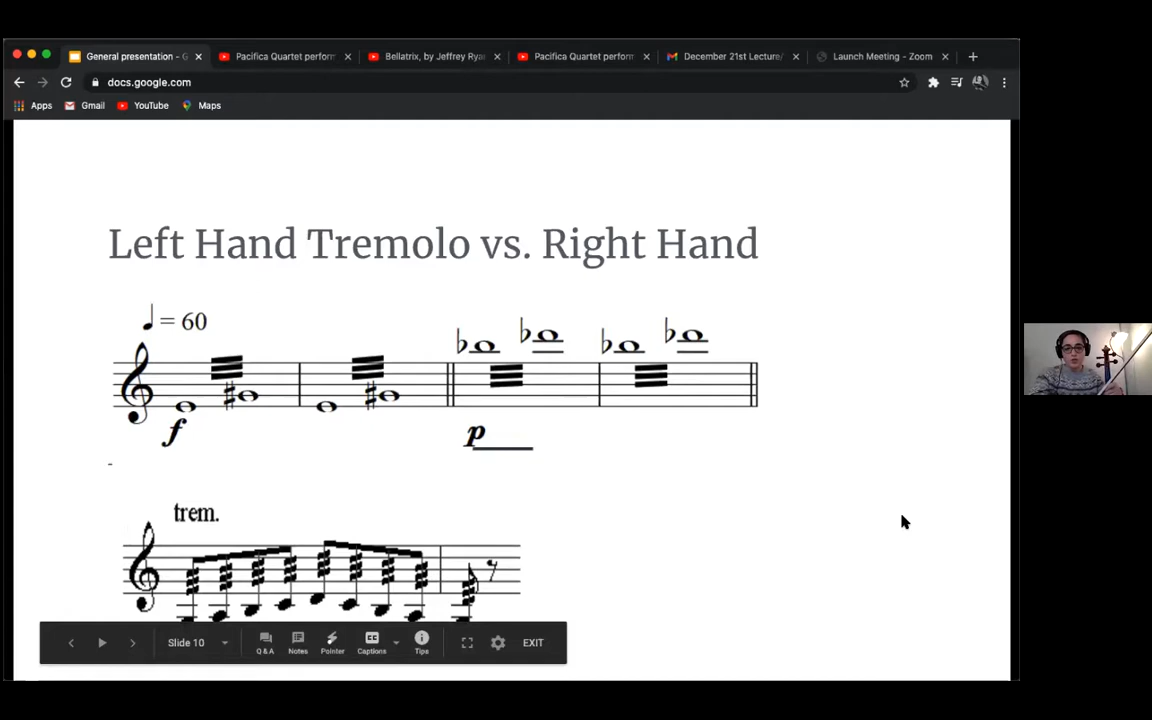 General presentation - G
Pacifica Quartet perform
Bellatrix, by Jeffrey Rya
Pacifica Quartet perform
December 21st Lecture/
Launch Meeting - Zoom
docs.google.com
Apps
Gmail
YouTube
Maps
Left Hand Tremolo vs. Right Hand
= 60
f
p
trem.
Slide 10
Q & A
Notes
Pointer
CC
Captions
Tips
EXIT